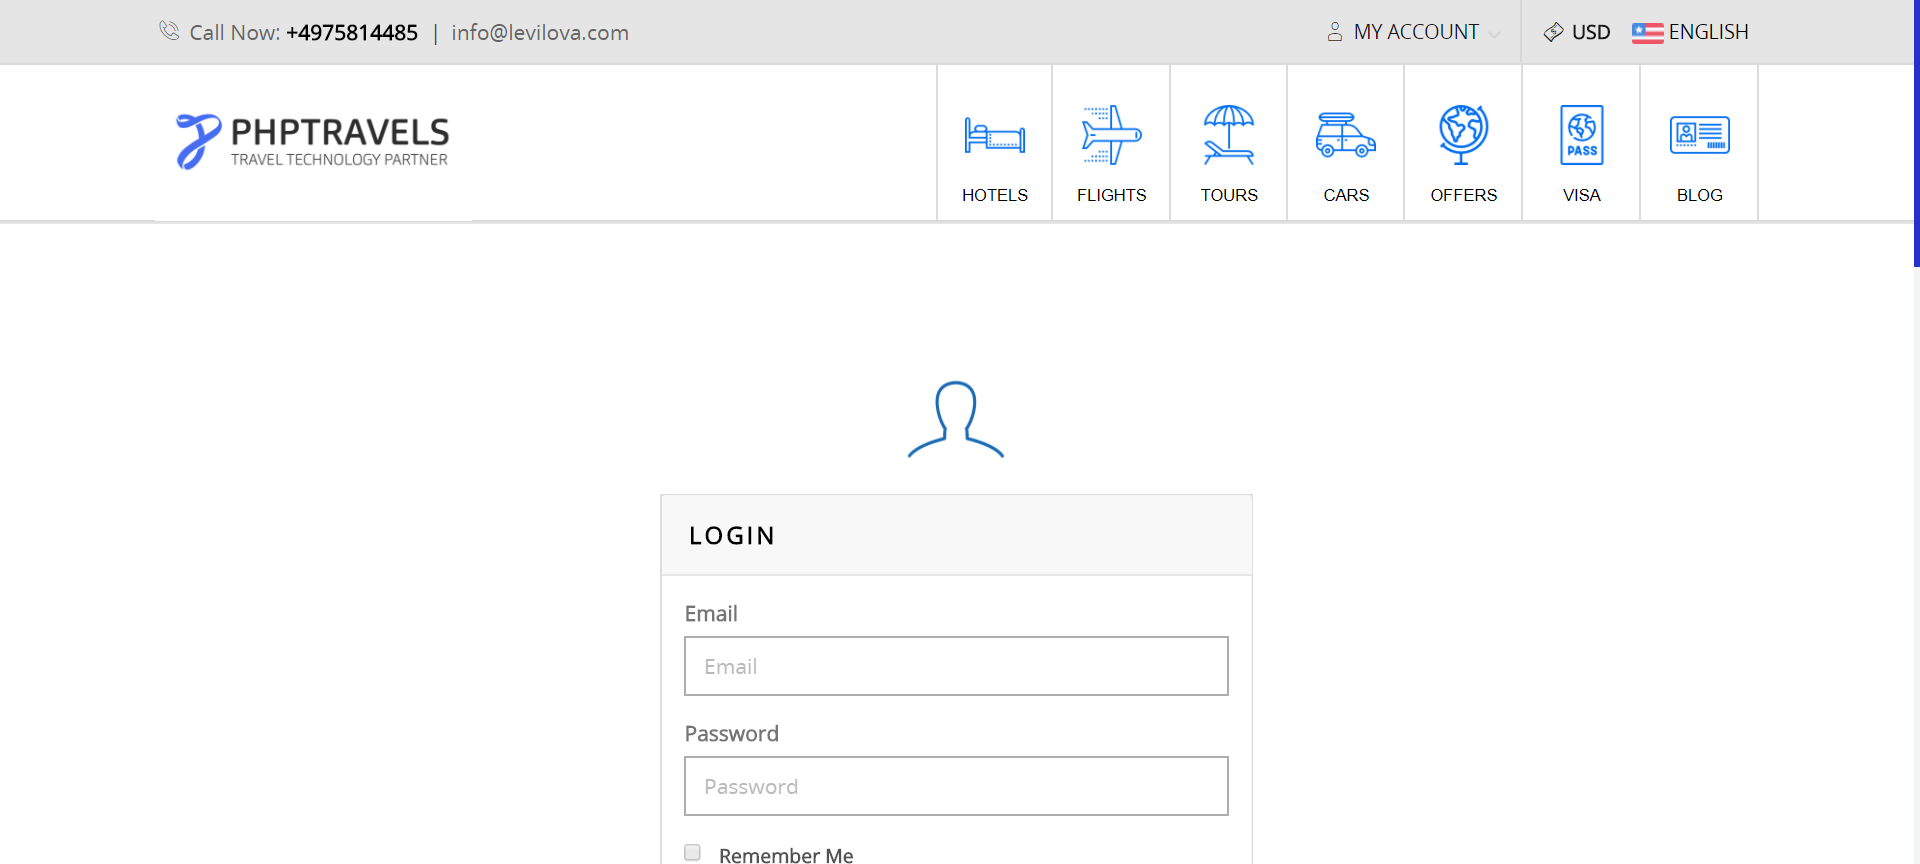 Call Now: +4975814485 | info@levilova.com
MY ACCOUNT USD ENGLISH
PHPTRAVELS
TRAVEL TECHNOLOGY PARTNER
PASS
HOTELS FLIGHTS TOURS CARS OFFERS VISA BLOG
LOGIN
Email
Email
Password
Password
Remember Me